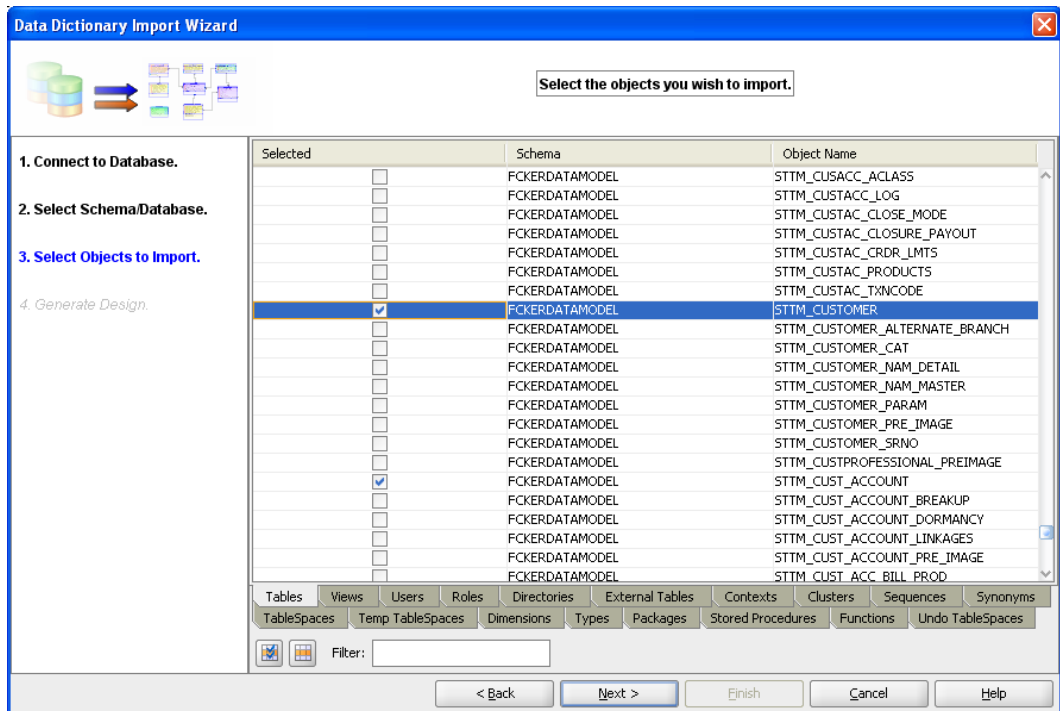 Data Dictionary Import Wizard
Select the objects you wish to import.
1. Connect to Database.
2. Select Schema/Database.
3. Select Objects to Import.
4. Generate Design.
Selected Schema Object Name
FCKERDATAMODEL STTM_CUSACC_ACLASS
FCKERDATAMODEL STTM_CUSTACC_LOG
FCKERDATAMODEL STTM_CUSTAC_CLOSE_MODE
FCKERDATAMODEL STTM_CUSTAC_CLOSURE_PAYOUT
FCKERDATAMODEL STTM_CUSTAC_CRDR_LMTS
FCKERDATAMODEL STTM_CUSTAC_PRODUCTS
FCKERDATAMODEL STTM_CUSTAC_TXNCODE
FCKERDATAMODEL STTM_CUSTOMER
FCKERDATAMODEL STTM_CUSTOMER_ALTERNATE_BRANCH
FCKERDATAMODEL STTM_CUSTOMER_CAT
FCKERDATAMODEL STTM_CUSTOMER_NAM_DETAIL
FCKERDATAMODEL STTM_CUSTOMER_NAM_MASTER
FCKERDATAMODEL STTM_CUSTOMER_PARAM
FCKERDATAMODEL STTM_CUSTOMER_PRE_IMAGE
FCKERDATAMODEL STTM_CUSTOMER_SRNO
FCKERDATAMODEL STTM_CUSTPROFESSIONAL_PREIMAGE
FCKERDATAMODEL STTM_CUST_ACCOUNT
FCKERDATAMODEL STTM_CUST_ACCOUNT_BREAKUP
FCKERDATAMODEL STTM_CUST_ACCOUNT_DORMANCY
FCKERDATAMODEL STTM_CUST_ACCOUNT_LINKAGES
FCKERDATAMODEL STTM_CUST_ACCOUNT_PRE_IMAGE
FCKERDATAMODEL STTM_CUST_ACC_BILL_PROD
Tables Views Users Roles Directories External Tables Contexts Clusters Sequences Synonyms
TableSpaces Temp TableSpaces Dimensions Types Packages Stored Procedures Functions Undo TableSpaces
Filter:
< Back Next > Finish Cancel Help